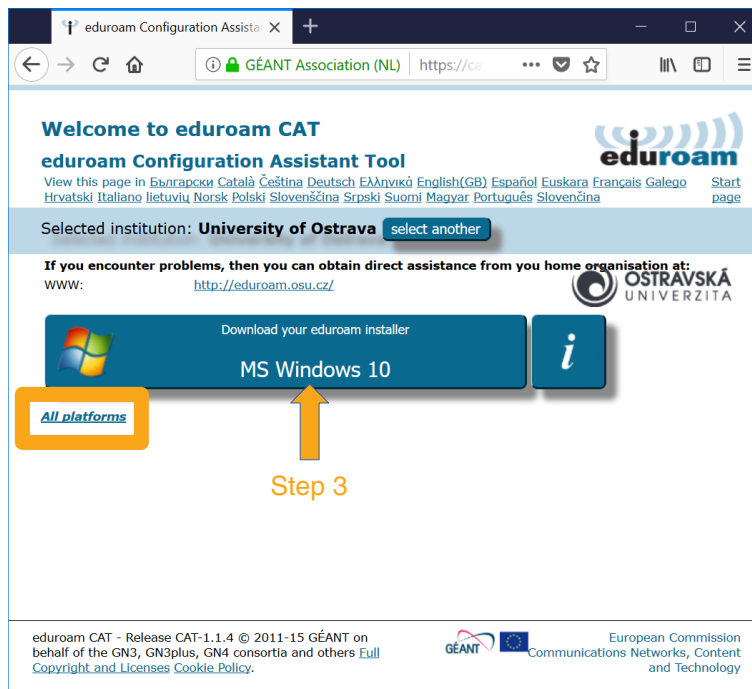 eduroam Configuration Assista
GÉANT Association (NL) https://ca
Welcome to eduroam CAT
eduroam
eduroam Configuration Assistant Tool
View this page in Български Català Čeština Deutsch Ελληνικά English(GB) Español Euskara Français Galego Start
Hrvatski Italiano lietuvių Norsk Polski Slovenščina Srpski Suomi Magyar Português Slovenčina page
Selected institution: University of Ostrava select another
If you encounter problems, then you can obtain direct assistance from you home organisation at:
WWW: http://eduroam.osu.cz/
OSTRAVSKÁ
UNIVERZITA
Download your eduroam installer
MS Windows 10
i
All platforms
Step 3
eduroam CAT - Release CAT-1.1.4 © 2011-15 GÉANT on
behalf of the GN3, GN3plus, GN4 consortia and others Full
Copyright and Licenses Cookie Policy.
GÉANT
European Commission
Communications Networks, Content
and Technology